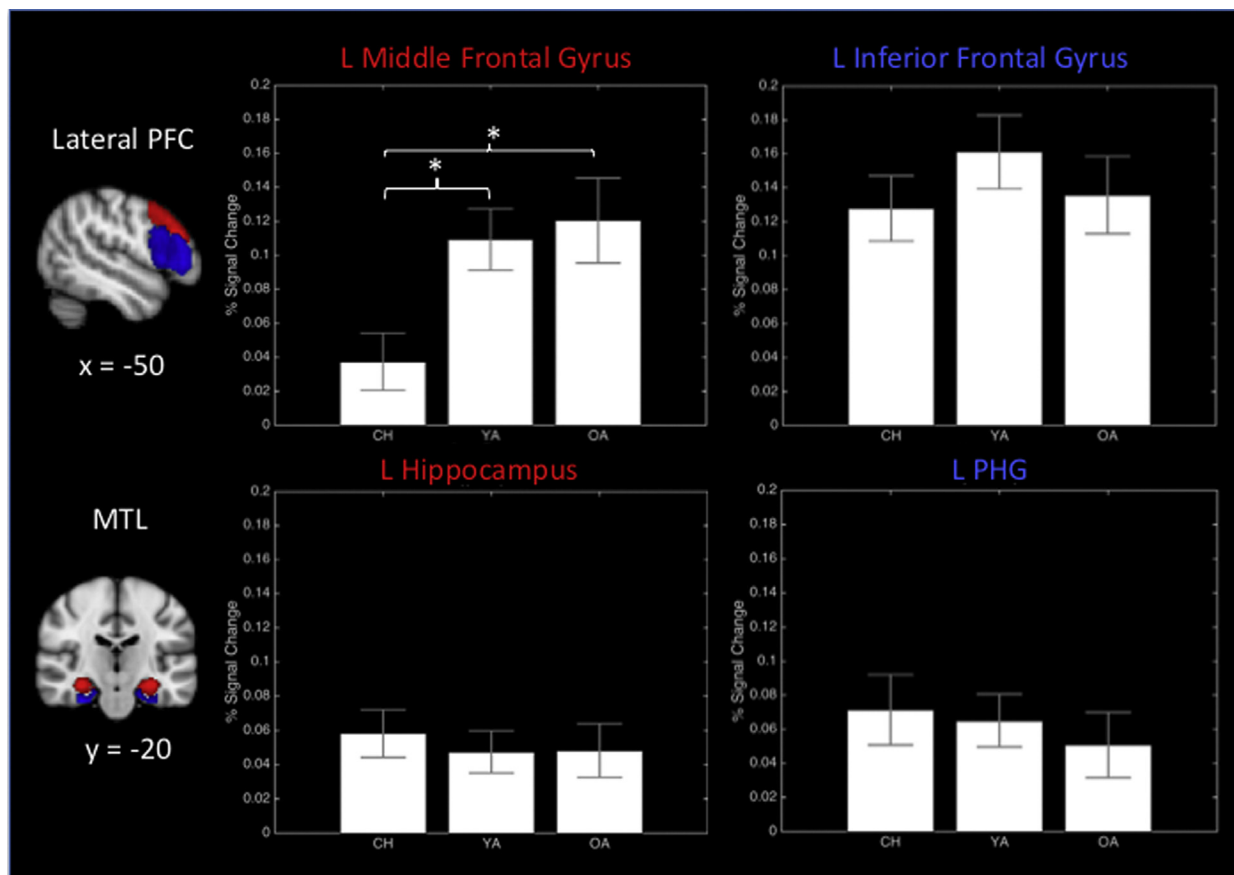 L Middle Frontal Gyrus
L Inferior Frontal Gyrus
Lateral PFC
x = -50
% Signal Change
0.2
0.18
0.16
0.14
0.12
0.1
0.08
0.06
0.04
0.02
0
*
*
CH YA OA
% Signal Change
0.2
0.18
0.16
0.14
0.12
0.1
0.08
0.06
0.04
0.02
0
CH YA OA
L Hippocampus
L PHG
MTL
y = -20
% Signal Change
0.2
0.18
0.16
0.14
0.12
0.1
0.08
0.06
0.04
0.02
0
CH YA OA
% Signal Change
0.2
0.18
0.16
0.14
0.12
0.1
0.08
0.06
0.04
0.02
0
CH YA OA